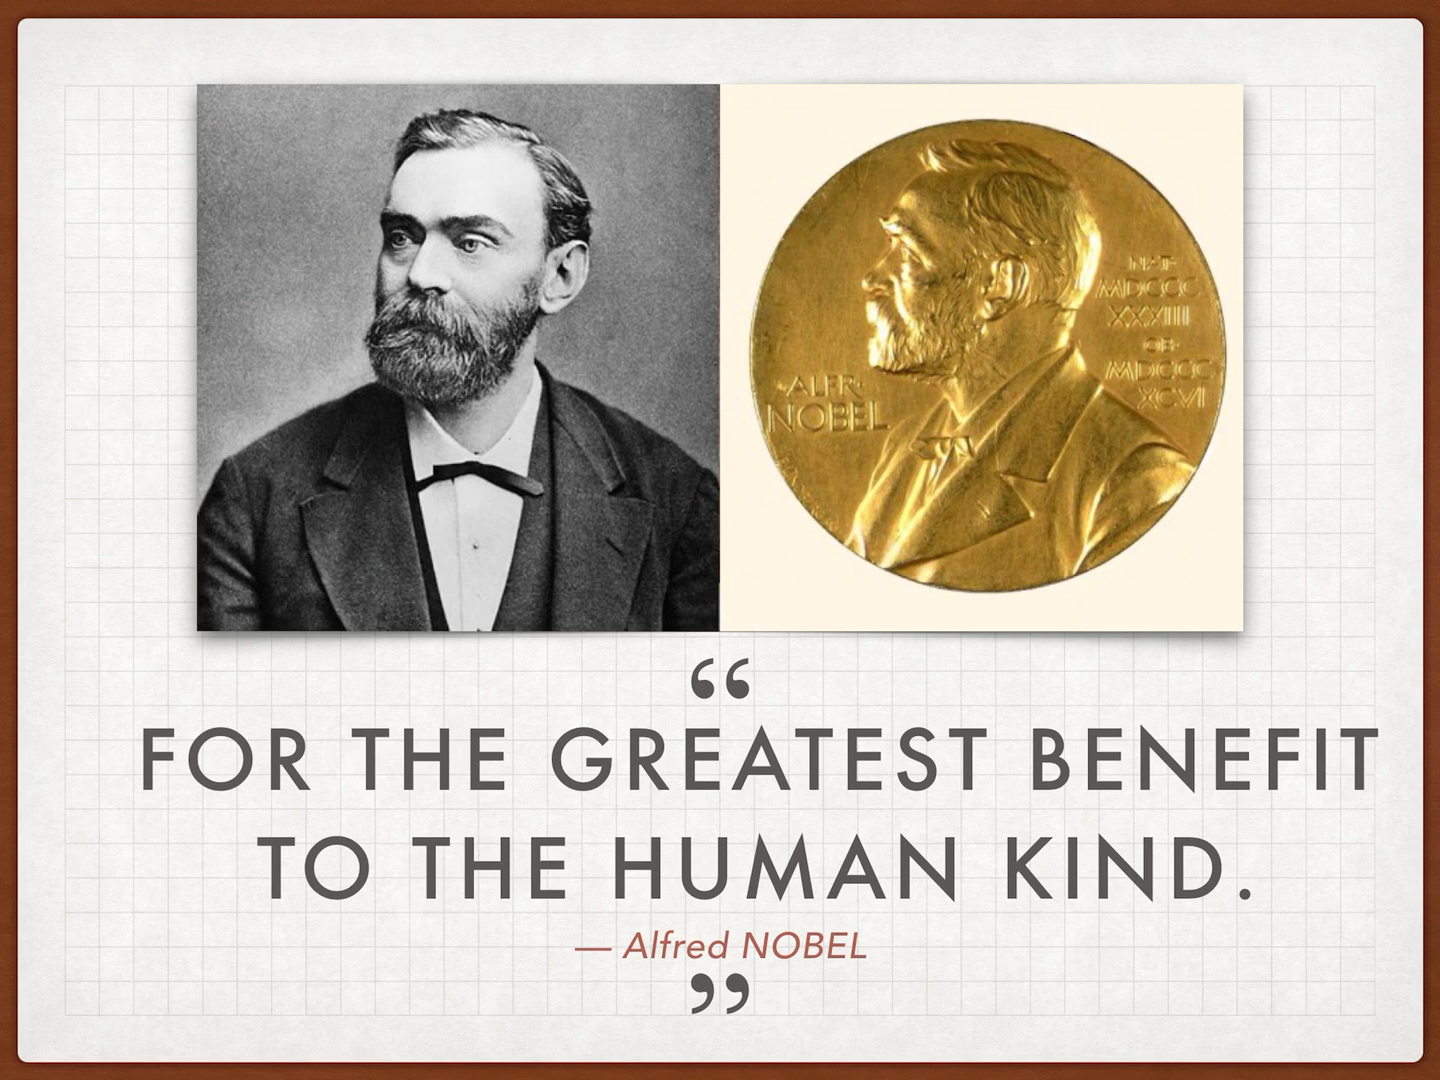 ALFR·
NOBEL
NAT·
MDCCC
XXXIII
OB·
MDCCC
XCVI
“
FOR THE GREATEST BENEFIT
TO THE HUMAN KIND.
— Alfred NOBEL
”